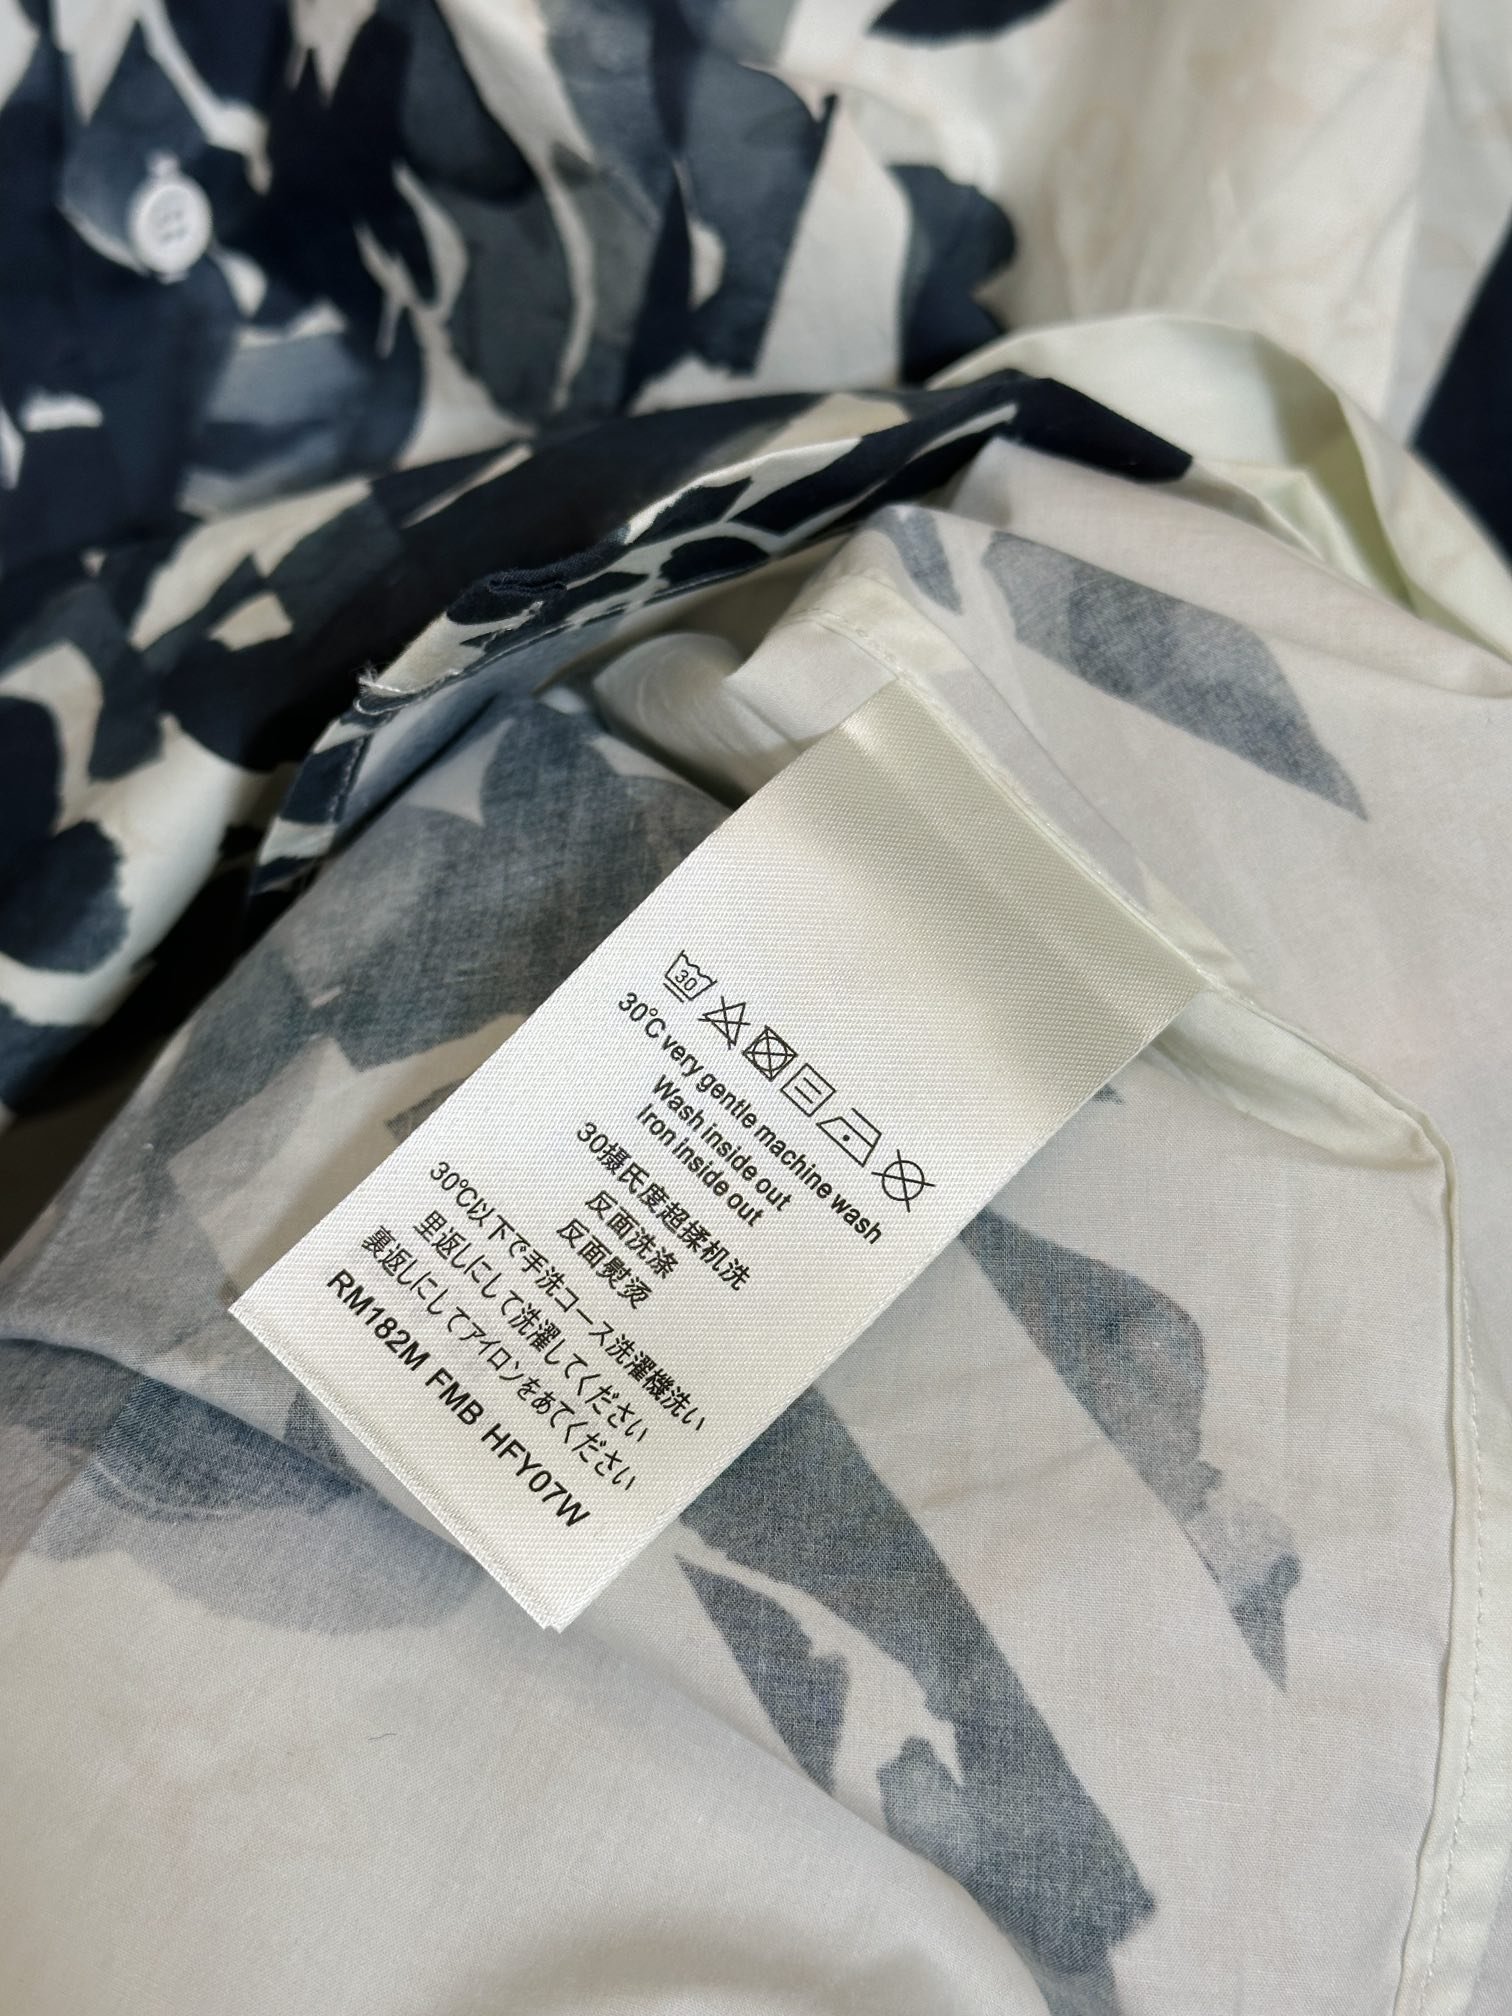 30
30°C very gentle machine wash
Wash inside out
Iron inside out
30摄氏度超揉机洗
反面洗涤
反面熨烫
30℃以下で手洗コース洗濯機洗い
里返しにして洗濯してください
裏返しにしてアイロンをあてください
RM182M FMB HFY07W